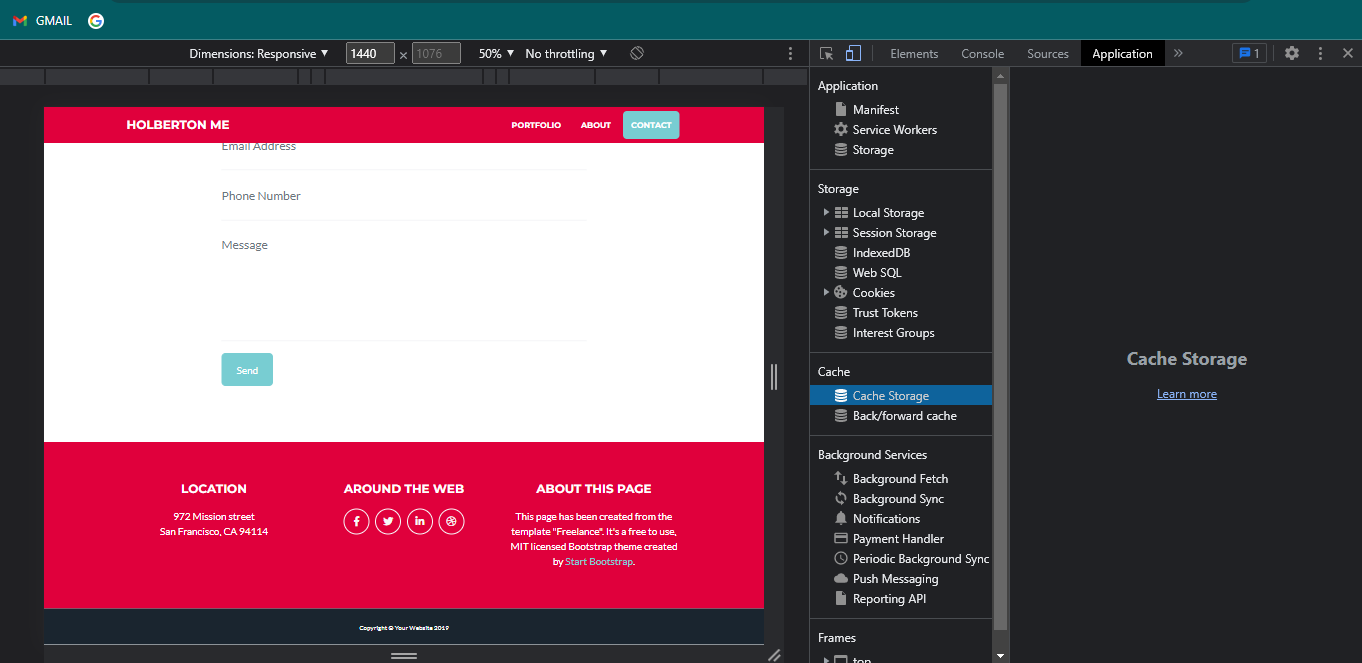 GMAIL
Dimensions: Responsive ▼ 1440 × 1076 50% ▼ No throttling ▼
Elements Console Sources Application » 1
HOLBERTON ME PORTFOLIO ABOUT CONTACT
Email Address
Phone Number
Message
Send
LOCATION
972 Mission street
San Francisco, CA 94114
AROUND THE WEB
ABOUT THIS PAGE
This page has been created from the
template "Freelance". It's a free to use,
MIT licensed Bootstrap theme created
by Start Bootstrap.
Copyright © Your Website 2019
Application
Manifest
Service Workers
Storage
Storage
Local Storage
Session Storage
IndexedDB
Web SQL
Cookies
Trust Tokens
Interest Groups
Cache
Cache Storage
Back/forward cache
Background Services
Background Fetch
Background Sync
Notifications
Payment Handler
Periodic Background Sync
Push Messaging
Reporting API
Frames
top
Cache Storage
Learn more